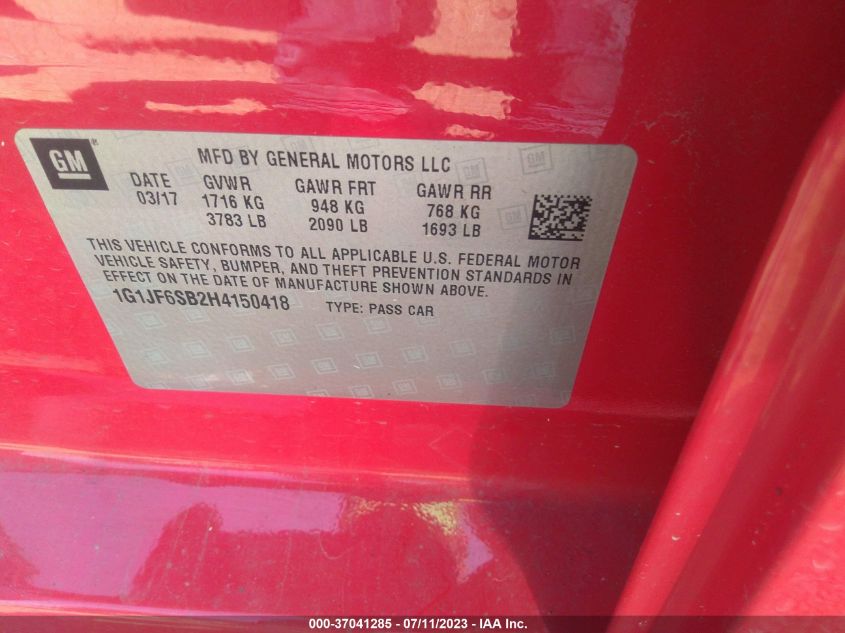 GM
MFD BY GENERAL MOTORS LLC
DATE GVWR GAWR FRT GAWR RR
03/17 1716 KG 948 KG 768 KG
3783 LB 2090 LB 1693 LB
THIS VEHICLE CONFORMS TO ALL APPLICABLE U.S. FEDERAL MOTOR
VEHICLE SAFETY, BUMPER, AND THEFT PREVENTION STANDARDS IN
EFFECT ON THE DATE OF MANUFACTURE SHOWN ABOVE.
1G1JF6SB2H4150418 TYPE: PASS CAR
000-37041285 - 07/11/2023 - IAA Inc.